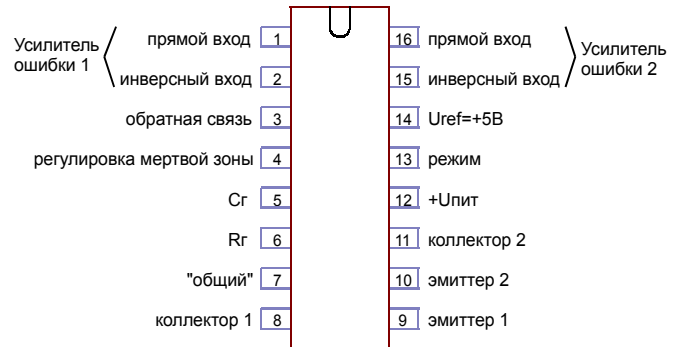 Усилитель
ошибки 1
прямой вход 1
инверсный вход 2
обратная связь 3
регулировка мертвой зоны 4
Cг 5
Rг 6
"общий" 7
коллектор 1 8
16 прямой вход
15 инверсный вход
Усилитель
ошибки 2
14 Uref=+5В
13 режим
12 +Uпит
11 коллектор 2
10 эмиттер 2
9 эмиттер 1